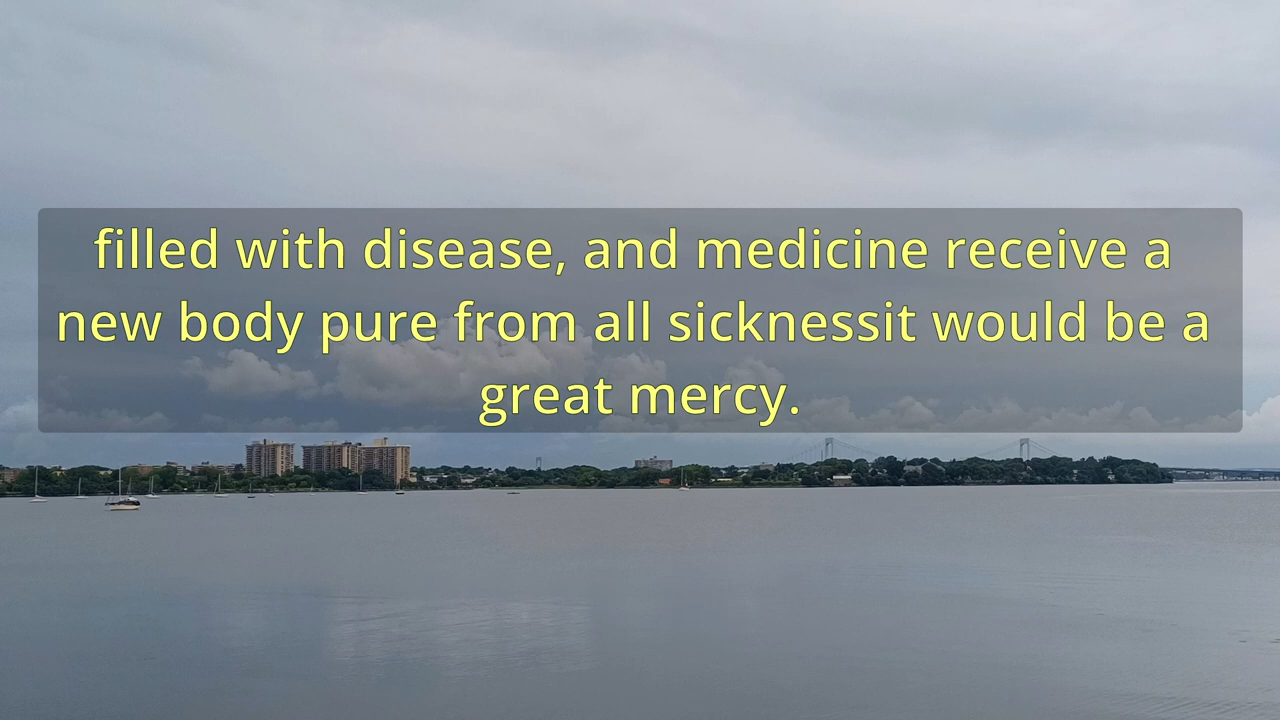 filled with disease, and medicine receive a
new body pure from all sicknessit would be a
great mercy.